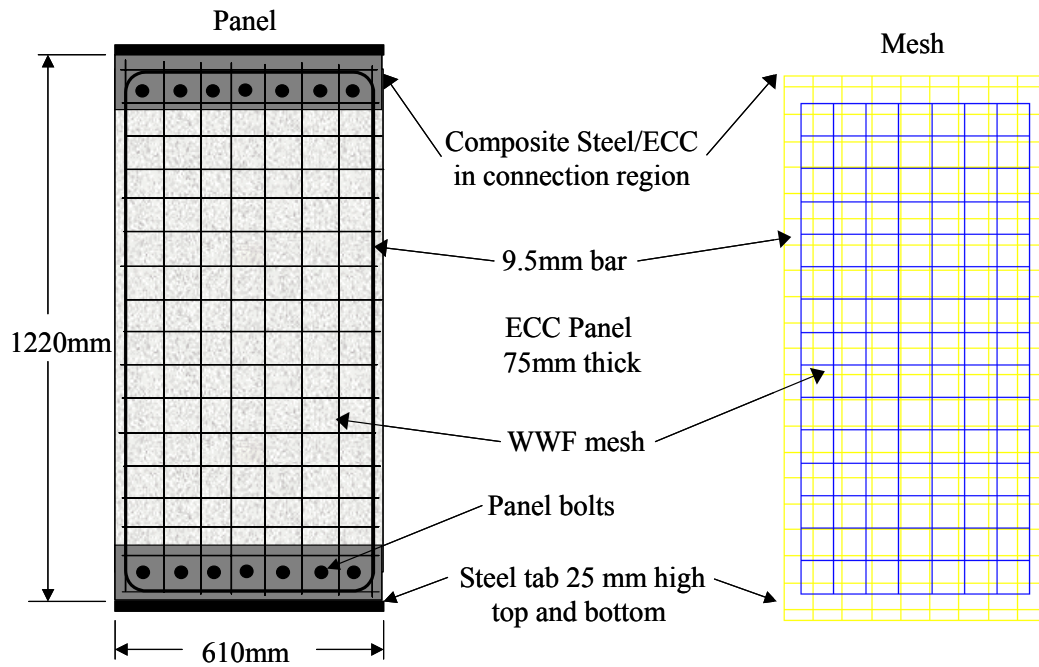 Panel
Mesh
Composite Steel/ECC
in connection region
9.5mm bar
ECC Panel
75mm thick
1220mm
WWF mesh
Panel bolts
Steel tab 25 mm high
top and bottom
610mm